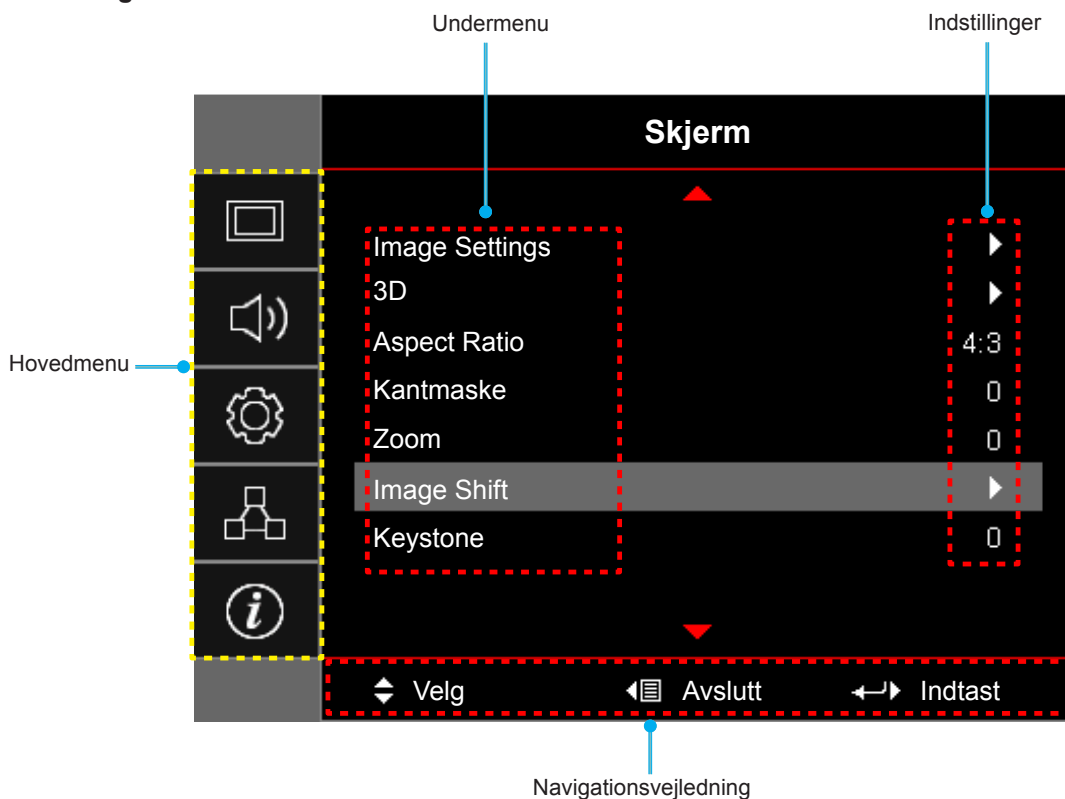 Undermenu
Indstillinger
Skjerm
Image Settings
3D
Aspect Ratio 4:3
Hovedmenu
Kantmaske 0
Zoom 0
Image Shift
Keystone 0
Velg Avslutt Indtast
Navigationsvejledning